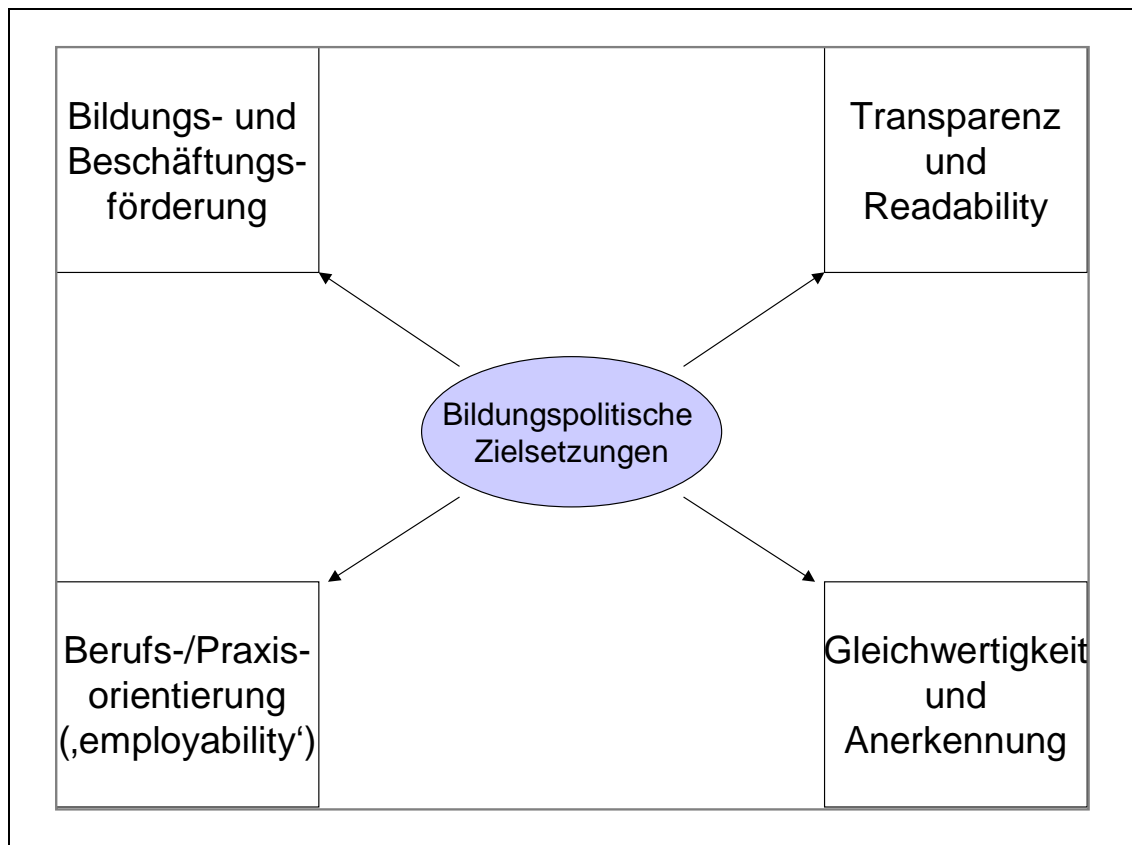 Bildungs- und
Beschäftungs-
förderung
Transparenz
und
Readability
Bildungspolitische
Zielsetzungen
Berufs-/Praxis-
orientierung
(‚employability‘)
Gleichwertigkeit
und
Anerkennung